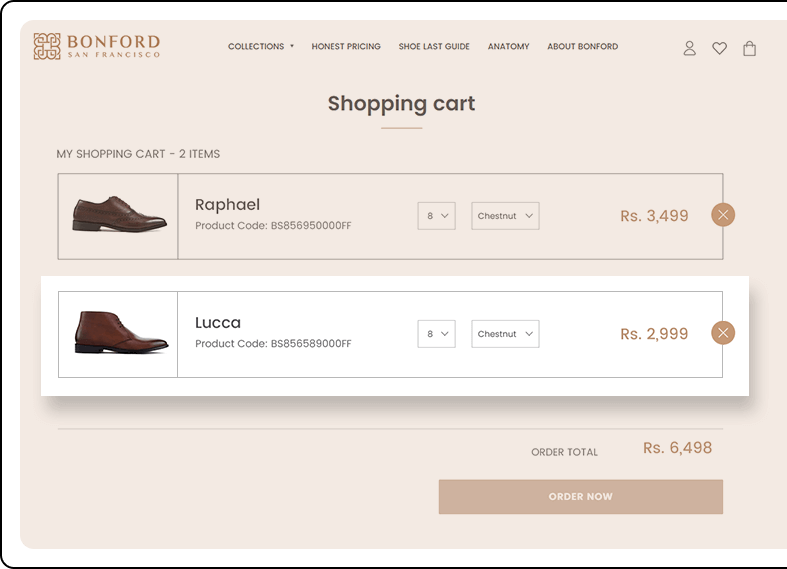 BONFORD
SAN FRANCISCO
COLLECTIONS
HONEST PRICING
SHOE LAST GUIDE
ANATOMY
ABOUT BONFORD
Shopping cart
MY SHOPPING CART - 2 ITEMS
Raphael
Product Code: BS856950000FF
8
Chestnut
Rs. 3,499
Lucca
Product Code: BS856589000FF
8
Chestnut
Rs. 2,999
ORDER TOTAL
Rs. 6,498
ORDER NOW